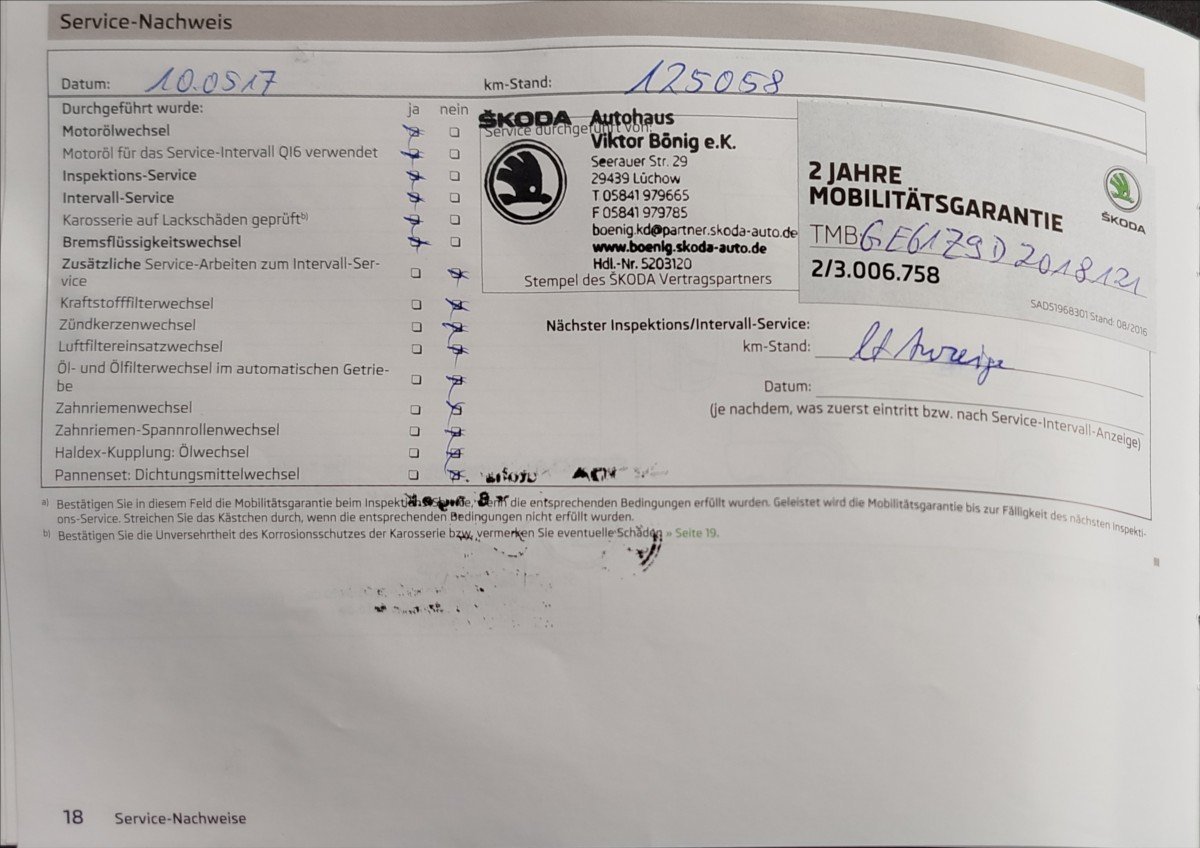 Service-Nachweis
Datum: 10.0517
km-Stand: 125058
Durchgeführt wurde: ja nein
Motorölwechsel
Motoröl für das Service-Intervall QI6 verwendet
Inspektions-Service
Intervall-Service
Karosserie auf Lackschäden geprüft b)
Bremsflüssigkeitswechsel
Zusätzliche Service-Arbeiten zum Intervall-Ser-
vice
Kraftstofffilterwechsel
Zündkerzenwechsel
Luftfiltereinsatzwechsel
Öl- und Ölfilterwechsel im automatischen Getrie-
be
Zahnriemenwechsel
Zahnriemen-Spannrollenwechsel
Haldex-Kupplung: Ölwechsel
Pannenset: Dichtungsmittelwechsel
Service durchgeführt von:
ŠKODA Autohaus
Viktor Bönig e.K.
Seerauer Str. 29
29439 Lüchow
T 05841 979665
F 05841 979785
boenig.kd@partner.skoda-auto.de
www.boenig.skoda-auto.de
Hdl.-Nr. 5203120
Stempel des ŠKODA Vertragspartners
2 JAHRE
MOBILITÄTSGARANTIE
ŠKODA
TMBGE61Z9D2018121
2/3.006.758
SAD51968301 Stand: 08/2016
Nächster Inspektions/Intervall-Service:
km-Stand: lt Anzeige
Datum:
(je nachdem, was zuerst eintritt bzw. nach Service-Intervall-Anzeige)
a) Bestätigen Sie in diesem Feld die Mobilitätsgarantie beim die entsprechenden Bedingungen erfüllt wurden. Geleistet wird die Mobilitätsgarantie bis zur Fälligkeit des nächsten Inspekti-
ons-Service. Streichen Sie das Kästchen durch, wenn die entsprechenden Bedingungen nicht erfüllt wurden.
b) Bestätigen Sie die Unversehrtheit des Korrosionsschutzes der Karosserie bzw. vermerken Sie eventuelle Schäden » Seite 19.
18 Service-Nachweise